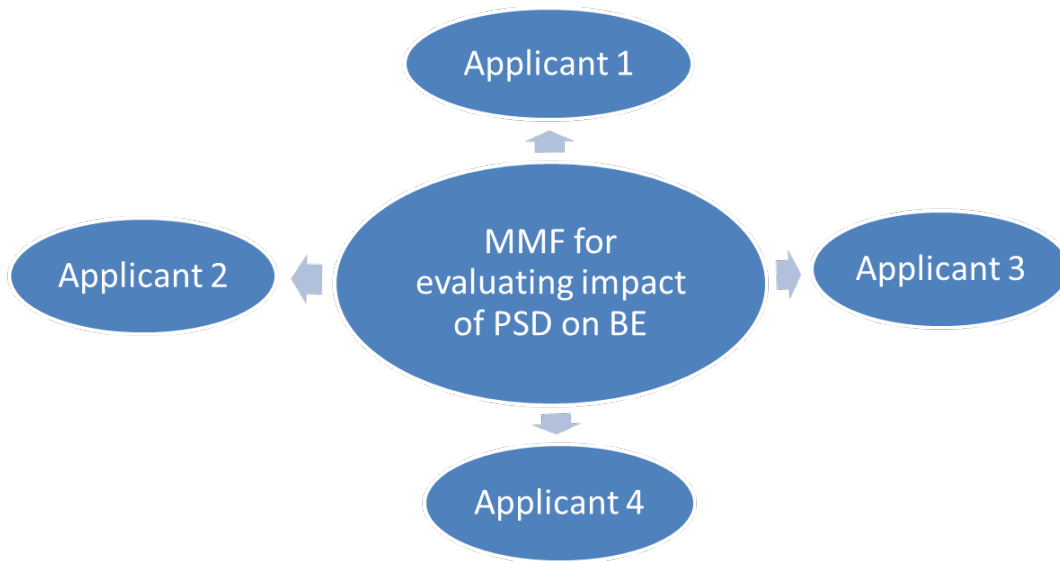 Applicant 1
MMF for
evaluating impact
of PSD on BE
Applicant 2
Applicant 3
Applicant 4